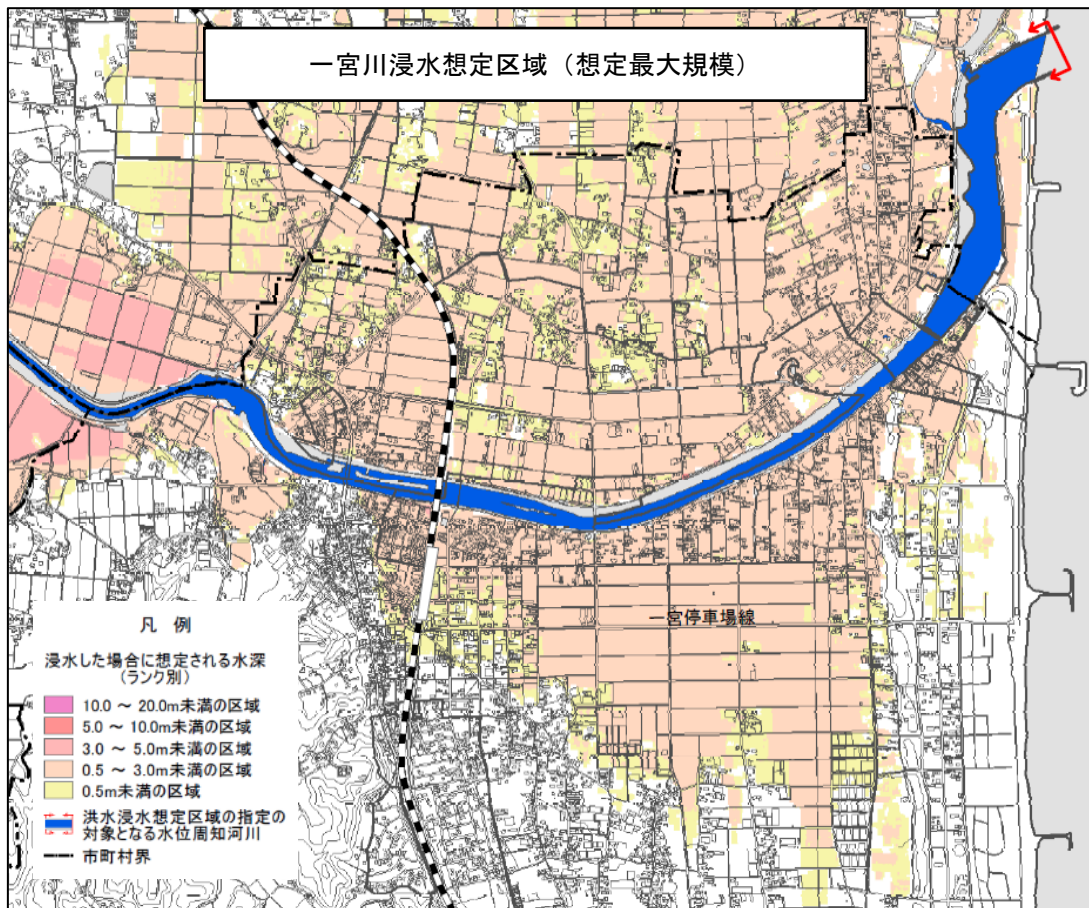 一宮川浸水想定区域（想定最大規模）
一宮停車場線
凡 例
浸水した場合に想定される水深
（ランク別）
10.0 ～ 20.0m未満の区域
5.0 ～ 10.0m未満の区域
3.0 ～ 5.0m未満の区域
0.5 ～ 3.0m未満の区域
0.5m未満の区域
洪水浸水想定区域の指定の
対象となる水位周知河川
市町村界